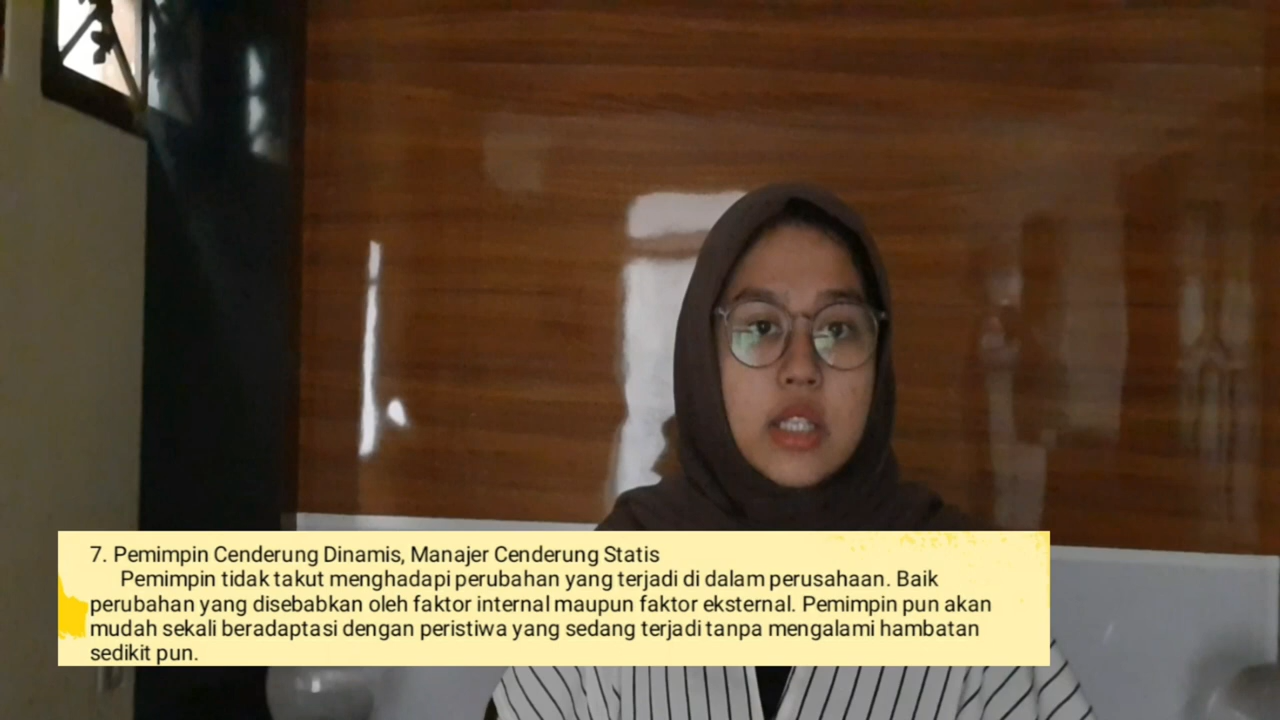 7. Pemimpin Cenderung Dinamis, Manajer Cenderung Statis
Pemimpin tidak takut menghadapi perubahan yang terjadi di dalam perusahaan. Baik
perubahan yang disebabkan oleh faktor internal maupun faktor eksternal. Pemimpin pun akan
mudah sekali beradaptasi dengan peristiwa yang sedang terjadi tanpa mengalami hambatan
sedikit pun.